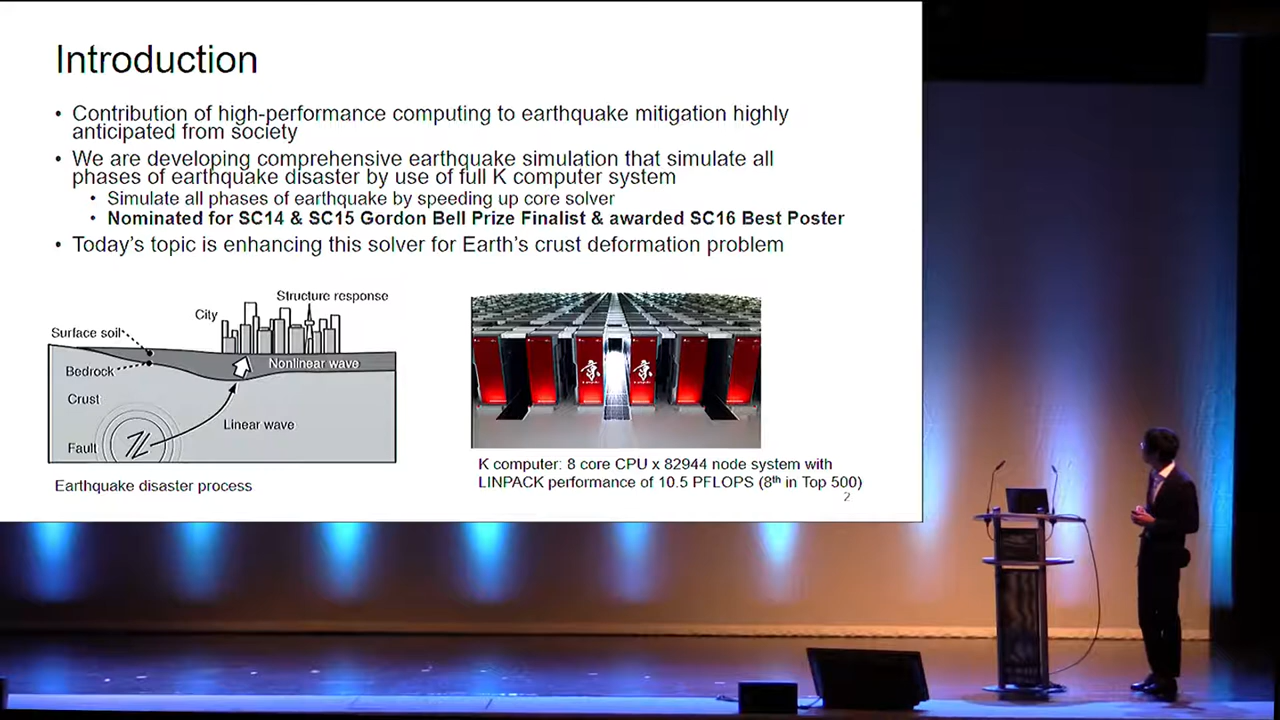 Introduction
• Contribution of high-performance computing to earthquake mitigation highly
anticipated from society
• We are developing comprehensive earthquake simulation that simulate all
phases of earthquake disaster by use of full K computer system
• Simulate all phases of earthquake by speeding up core solver
• Nominated for SC14 & SC15 Gordon Bell Prize Finalist & awarded SC16 Best Poster
• Today's topic is enhancing this solver for Earth's crust deformation problem
Structure response
City
Surface soil
Nonlinear wave
Bedrock
Crust
Linear wave
Fault
Earthquake disaster process
京 京
K computer: 8 core CPU x 82944 node system with
LINPACK performance of 10.5 PFLOPS (8th in Top 500)
2